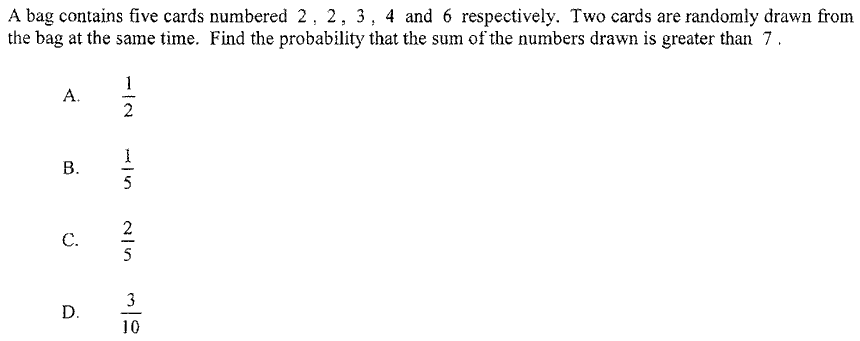 A bag contains five cards numbered 2 , 2 , 3 , 4 and 6 respectively. Two cards are randomly drawn from
the bag at the same time. Find the probability that the sum of the numbers drawn is greater than 7 .
A. 1/2
B. 1/5
C. 2/5
D. 3/10